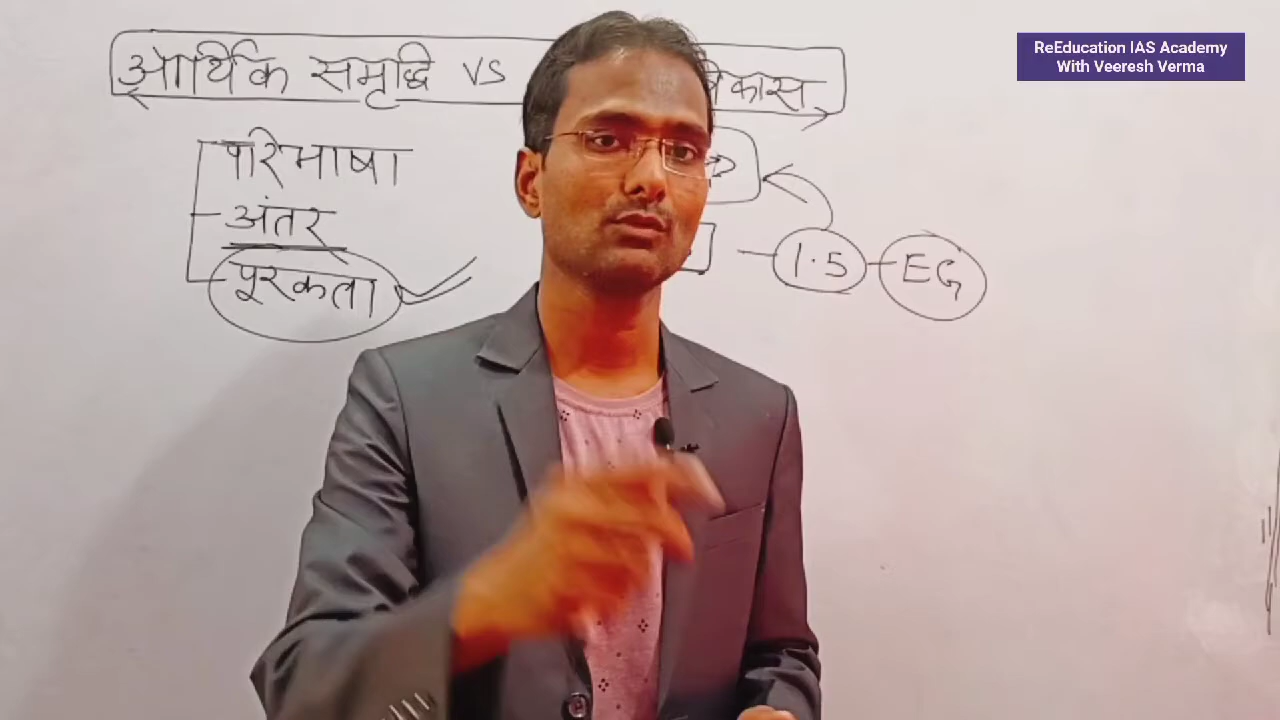 ReEducation IAS Academy
With Veeresh Verma
आर्थिक समृद्धि vs विकास
परिभाषा
अंतर
पूरकता
1.5
EG